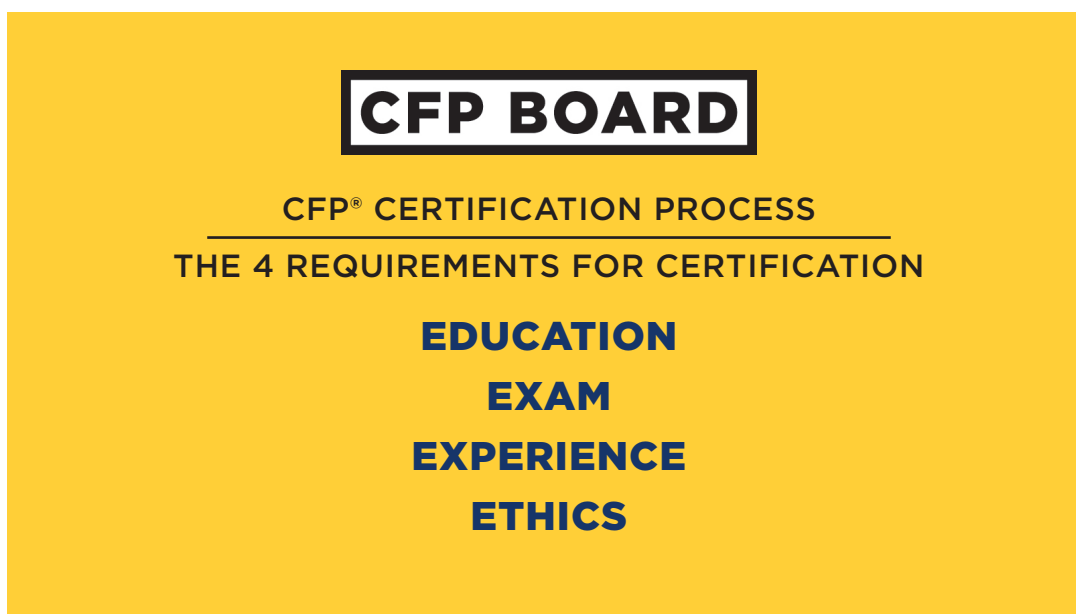 CFP BOARD
CFP® CERTIFICATION PROCESS
THE 4 REQUIREMENTS FOR CERTIFICATION
EDUCATION
EXAM
EXPERIENCE
ETHICS